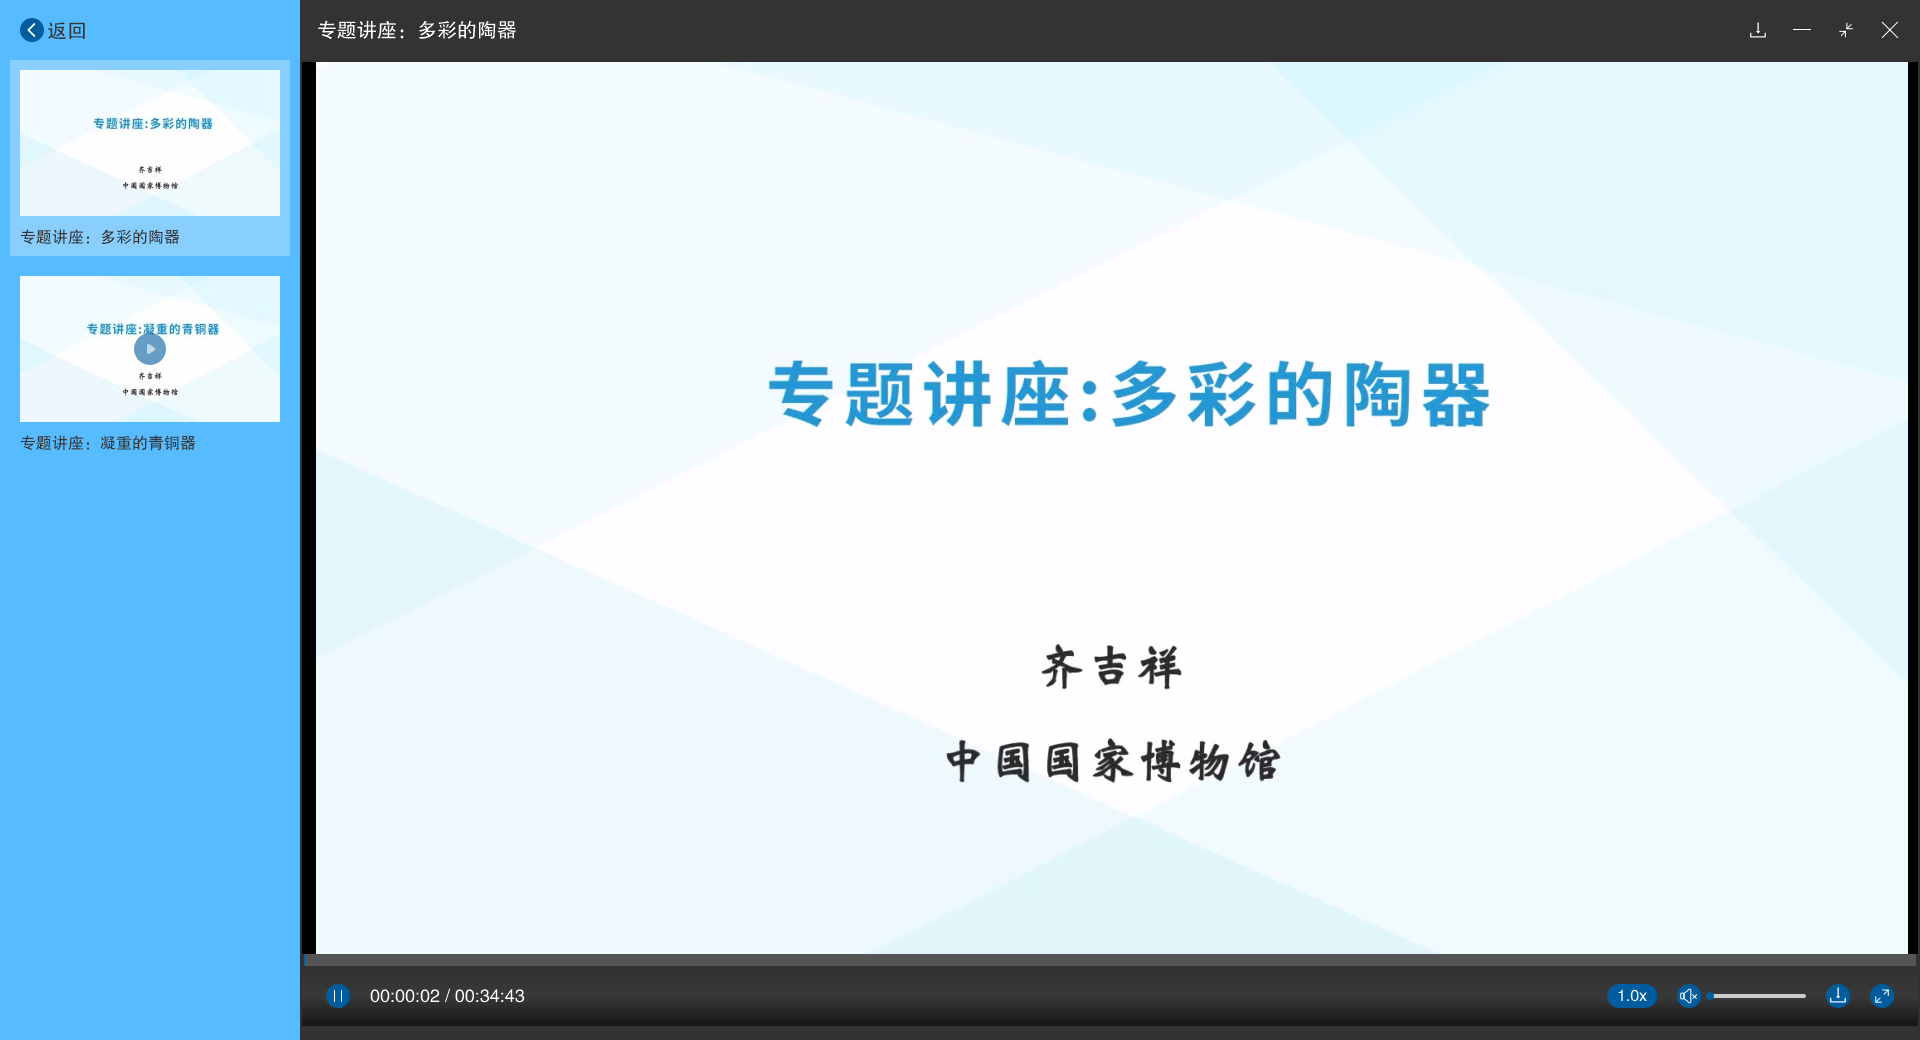 返回
专题讲座:多彩的陶器
齐吉祥
中国国家博物馆
专题讲座：多彩的陶器
专题讲座:凝重的青铜器
齐吉祥
中国国家博物馆
专题讲座：凝重的青铜器
专题讲座：多彩的陶器
专题讲座:多彩的陶器
齐吉祥
中国国家博物馆
00:00:02 / 00:34:43
1.0x